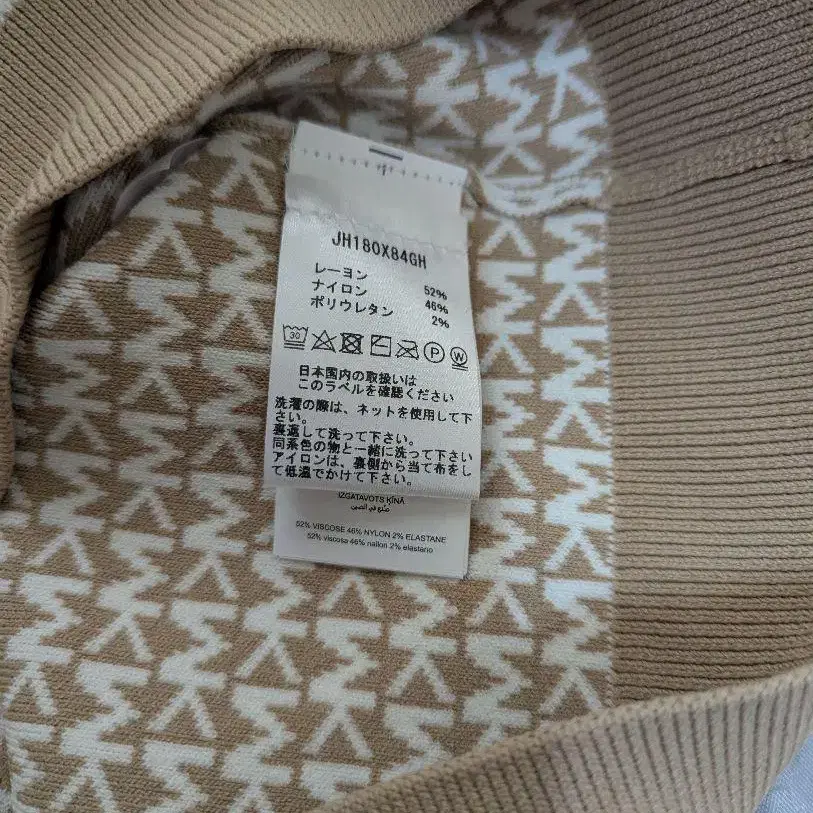 JH180X84GH
レーヨン 52%
ナイロン 46%
ポリウレタン 2%
30 P W
日本国内の取扱いは
このラベルを確認ください
洗濯の際は、ネットを使用して下
さい。
裏返して洗って下さい。
同系色の物と一緒に洗って下さい
アイロンは、裏側から当て布をし
て低温でかけて下さい。
IZGATAVOTS ĶĪNĀ
صنع في الصين
52% VISCOSE 46% NYLON 2% ELASTANE
52% viscosa 46% nailon 2% elastano